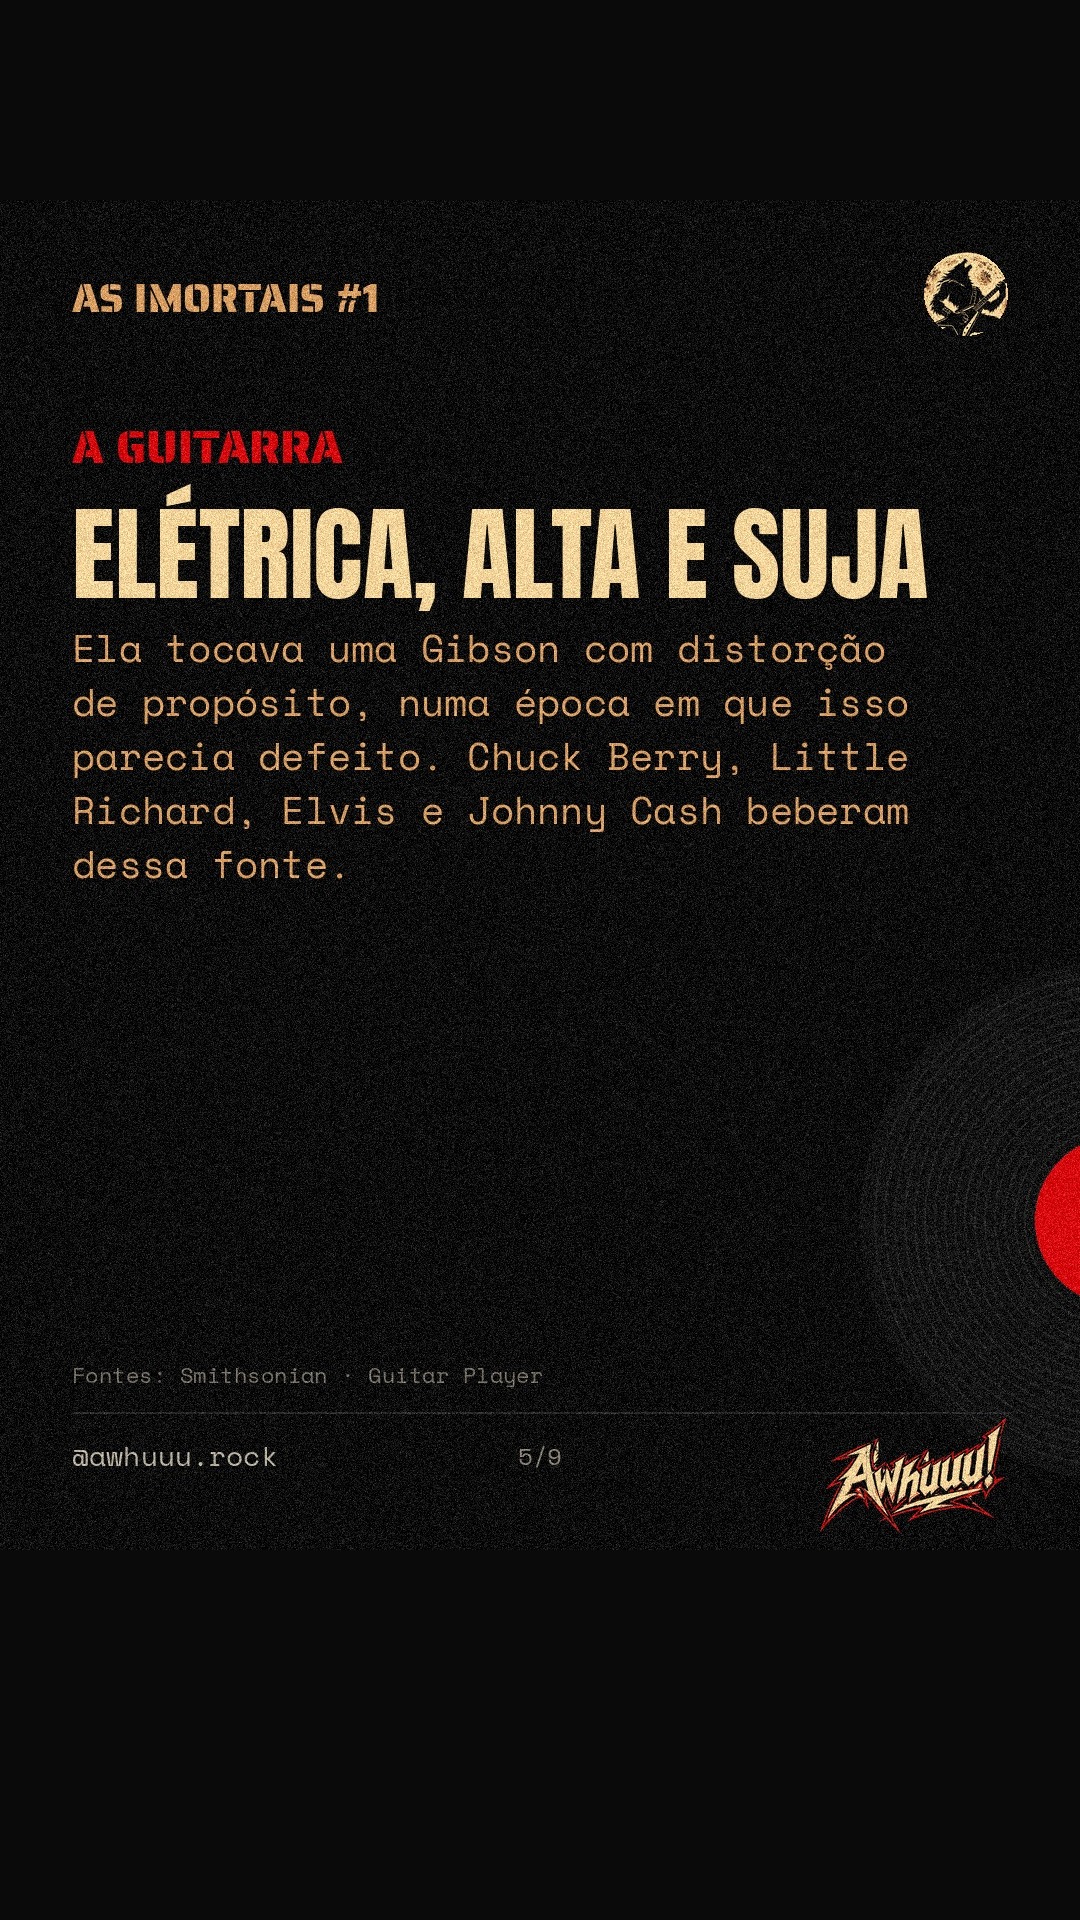 AS IMORTAIS #1
A GUITARRA
ELÉTRICA, ALTA E SUJA
Ela tocava uma Gibson com distorção
de propósito, numa época em que isso
parecia defeito. Chuck Berry, Little
Richard, Elvis e Johnny Cash beberam
dessa fonte.
Fontes: Smithsonian · Guitar Player
@awhuuu.rock
5/9
Awhuuu!